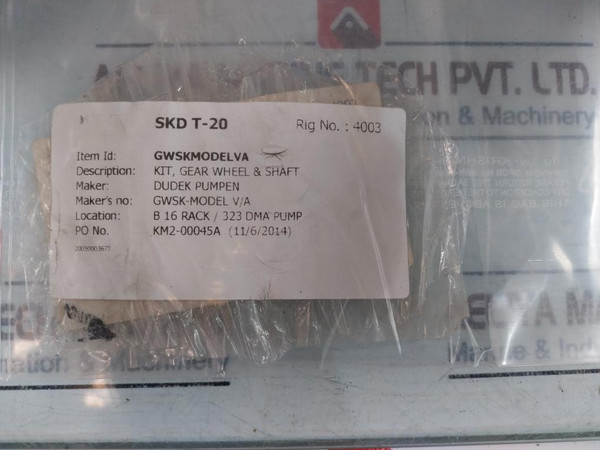 TECH PVT. LTD.
& Machinery
SKD T-20 Rig No. : 4003
Item Id: GWSKMODELVA
Description: KIT, GEAR WHEEL & SHAFT
Maker: DUDEK PUMPEN
Maker's no: GWSK-MODEL V/A
Location: B 16 RACK / 323 DMA PUMP
PO No. KM2-00045A (11/6/2014)
& Machinery
& Ind